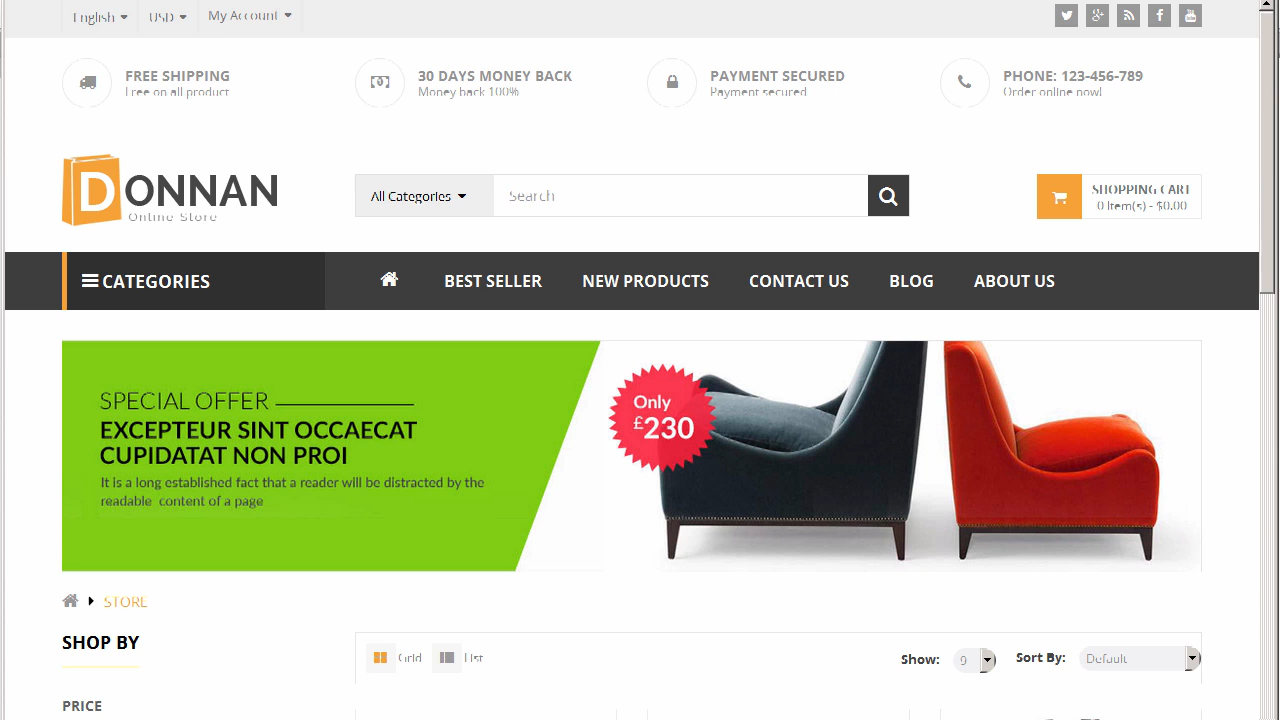 English
USD
My Account
FREE SHIPPING
Free on all product
30 DAYS MONEY BACK
Money back 100%
PAYMENT SECURED
Payment secured
PHONE: 123-456-789
Order online now!
DONNAN
Online Store
All Categories
Search
SHOPPING CART
0 Item(s) - $0.00
CATEGORIES
BEST SELLER
NEW PRODUCTS
CONTACT US
BLOG
ABOUT US
SPECIAL OFFER
EXCEPTEUR SINT OCCAECAT
CUPIDATAT NON PROI
It is a long established fact that a reader will be distracted by the
readable content of a page
Only
£230
STORE
SHOP BY
Grid
List
Show:
9
Sort By:
Default
PRICE